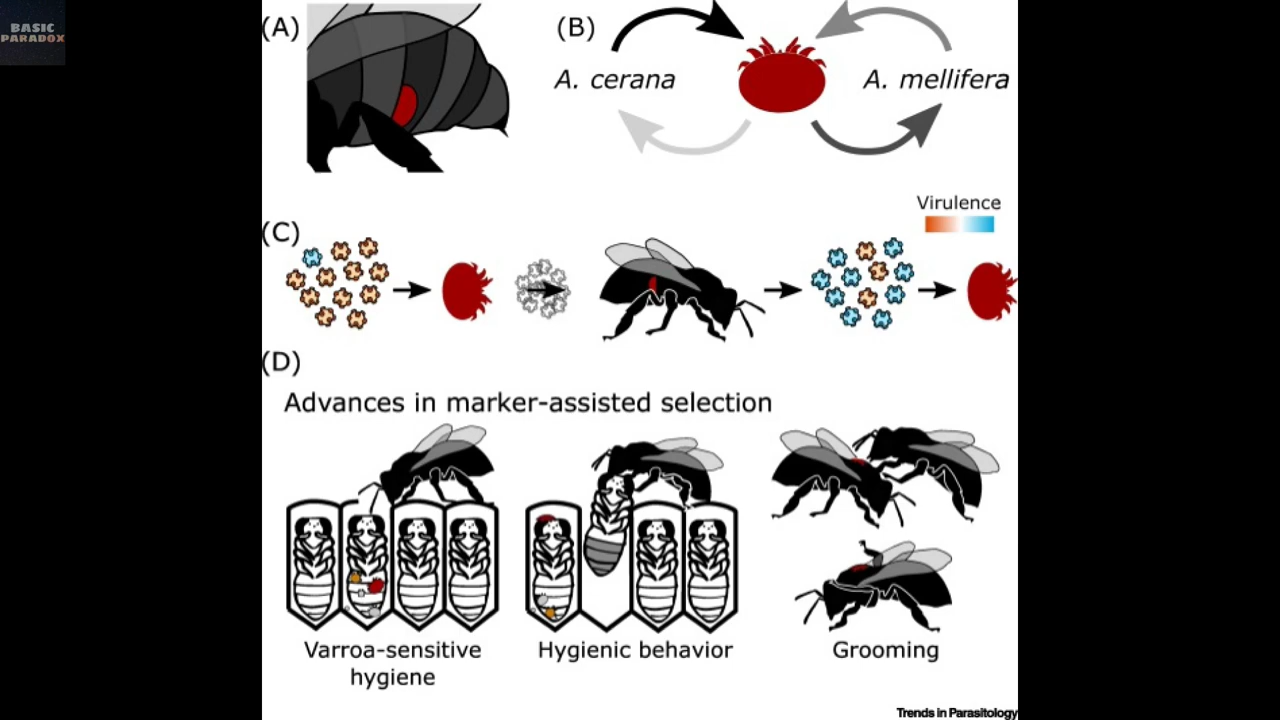 BASIC
PARADOX
(A)
(B)
A. cerana
A. mellifera
Virulence
(C)
(D)
Advances in marker-assisted selection
Varroa-sensitive
hygiene
Hygienic behavior
Grooming
Trends in Parasitology